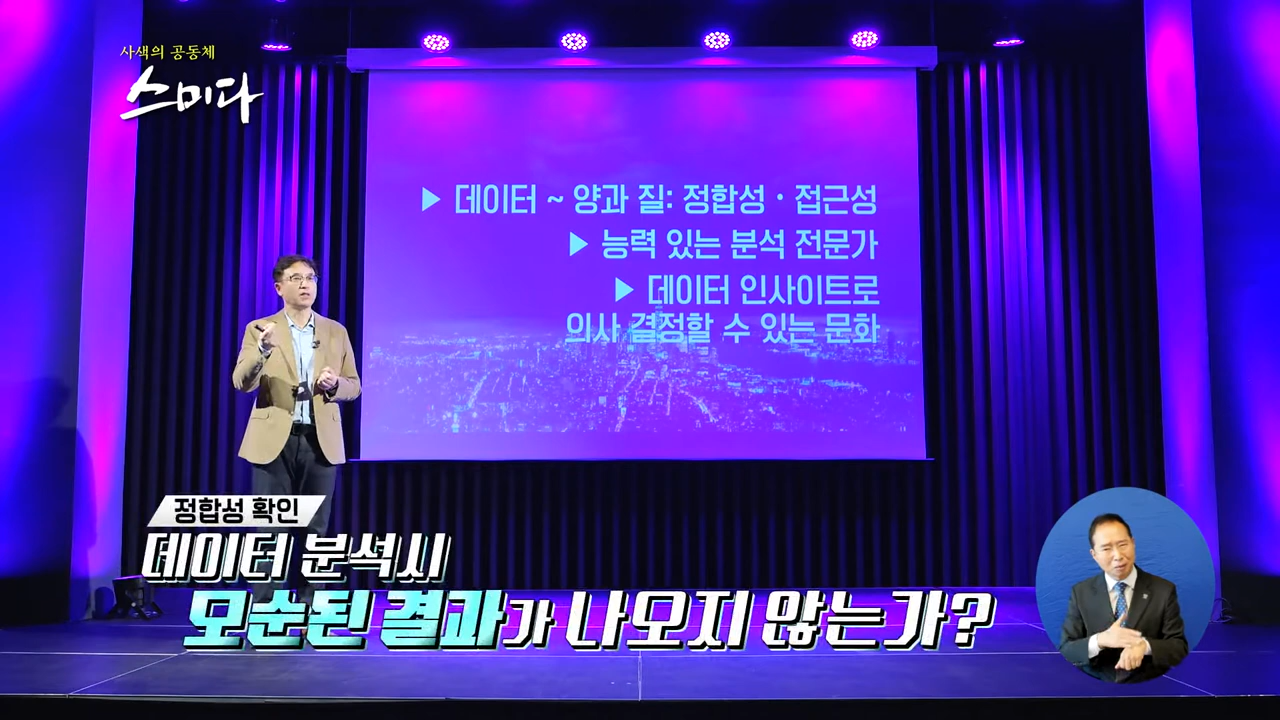 사색의 공동체
스미다
▶ 데이터 ~ 양과 질: 정합성・접근성
▶ 능력 있는 분석 전문가
▶ 데이터 인사이트로
의사 결정할 수 있는 문화
정합성 확인
데이터 분석시
모순된 결과가 나오지 않는가?